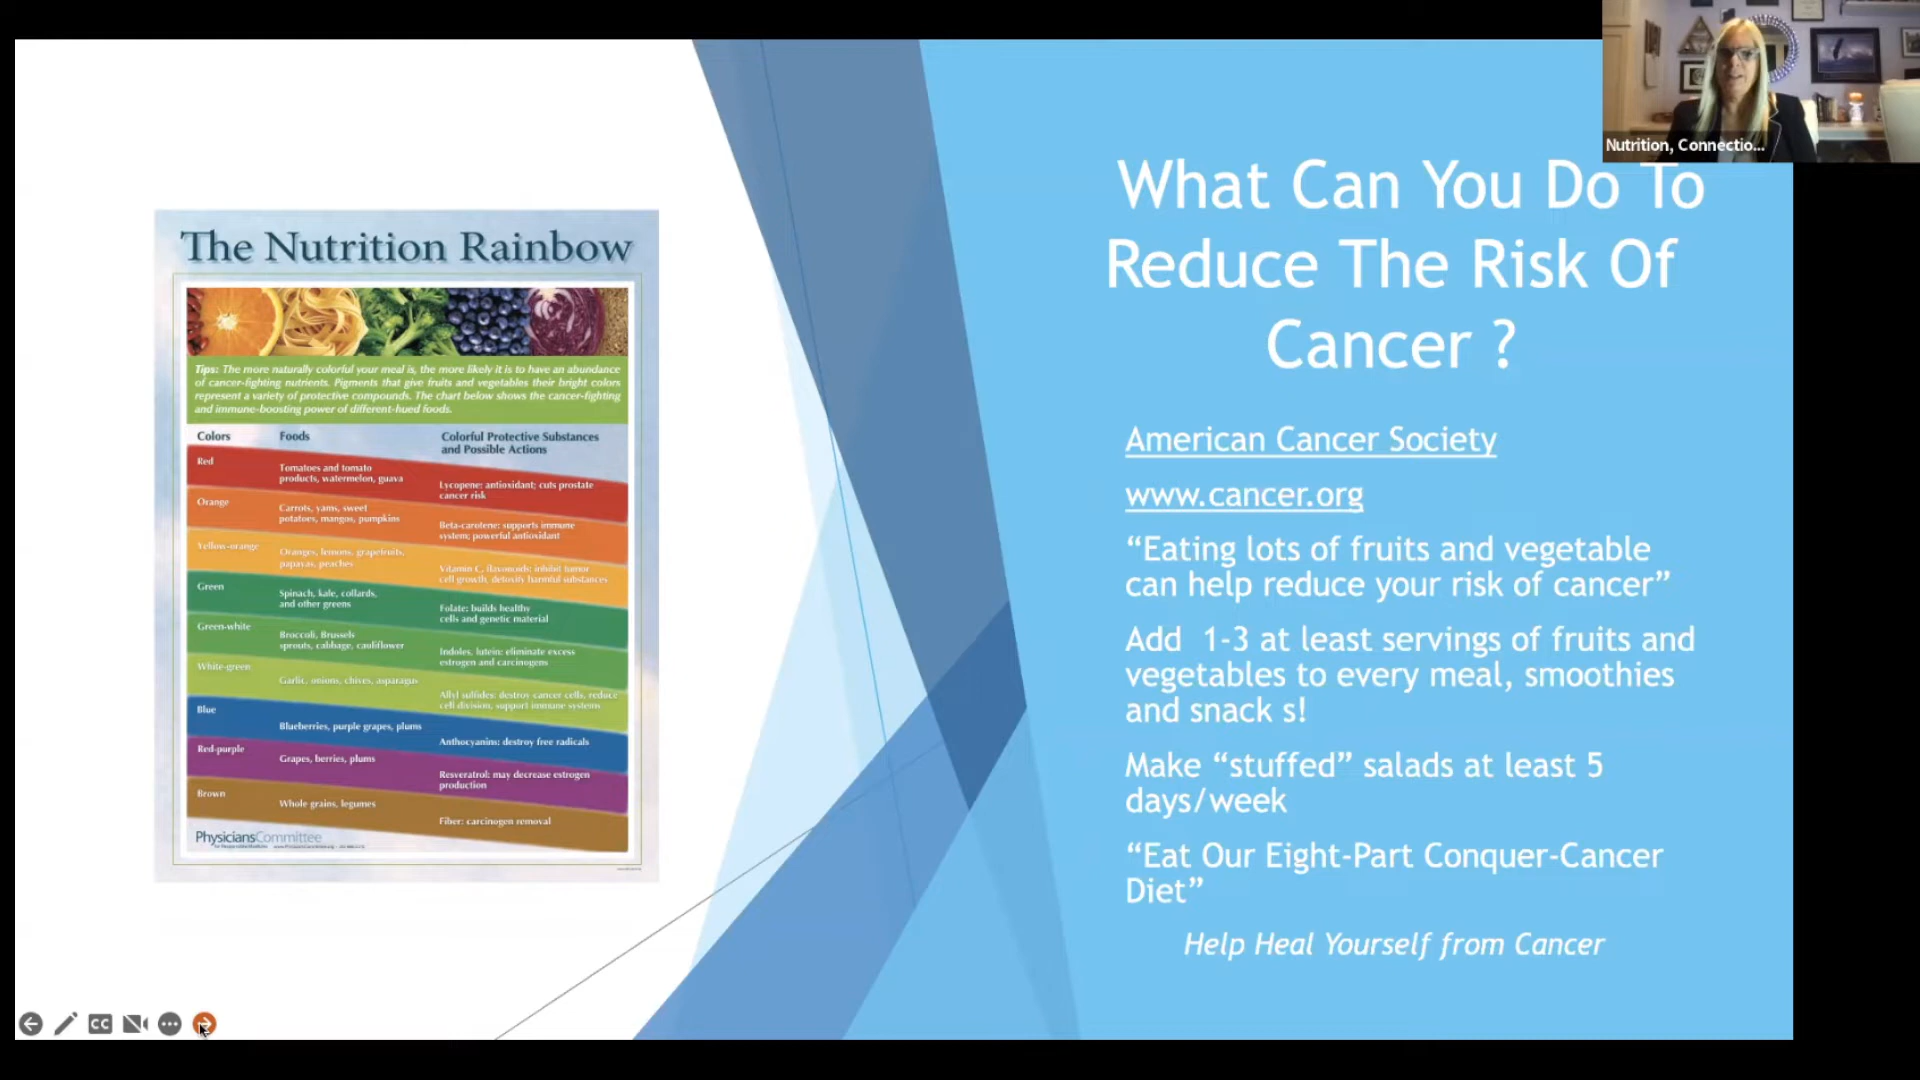 Nutrition, Connectio...
What Can You Do To
Reduce The Risk Of
Cancer ?
American Cancer Society
www.cancer.org
“Eating lots of fruits and vegetable
can help reduce your risk of cancer”
Add 1-3 at least servings of fruits and
vegetables to every meal, smoothies
and snack s!
Make “stuffed” salads at least 5
days/week
“Eat Our Eight-Part Conquer-Cancer
Diet”
Help Heal Yourself from Cancer
The Nutrition Rainbow
Tips: The more naturally colorful your meal is, the more likely it is to have an abundance
of cancer-fighting nutrients. Pigments that give fruits and vegetables their bright colors
represent a variety of protective compounds. The chart below shows the cancer-fighting
and immune-boosting power of different-hued foods.
Colors Foods Colorful Protective Substances
and Possible Actions
Red
Tomatoes and tomato
products, watermelon, guava
Lycopene: antioxidant; cuts prostate
cancer risk
Orange
Carrots, yams, sweet
potatoes, mangos, pumpkins
Beta-carotene: supports immune
system; powerful antioxidant
Yellow-orange
Oranges, lemons, grapefruits,
papayas, peaches
Vitamin C, flavonoids: inhibit tumor
cell growth, detoxify harmful substances
Green
Spinach, kale, collards,
and other greens
Folate: builds healthy
cells and genetic material
Green-white
Broccoli, Brussels
sprouts, cabbage, cauliflower
Indoles, lutein: eliminate excess
estrogen and carcinogens
White-green
Garlic, onions, chives, asparagus
Allyl sulfides: destroy cancer cells, reduce
cell division, support immune systems
Blue
Blueberries, purple grapes, plums
Anthocyanins: destroy free radicals
Red-purple
Grapes, berries, plums
Resveratrol: may decrease estrogen
production
Brown
Whole grains, legumes
Fiber: carcinogen removal
PhysiciansCommittee
CC